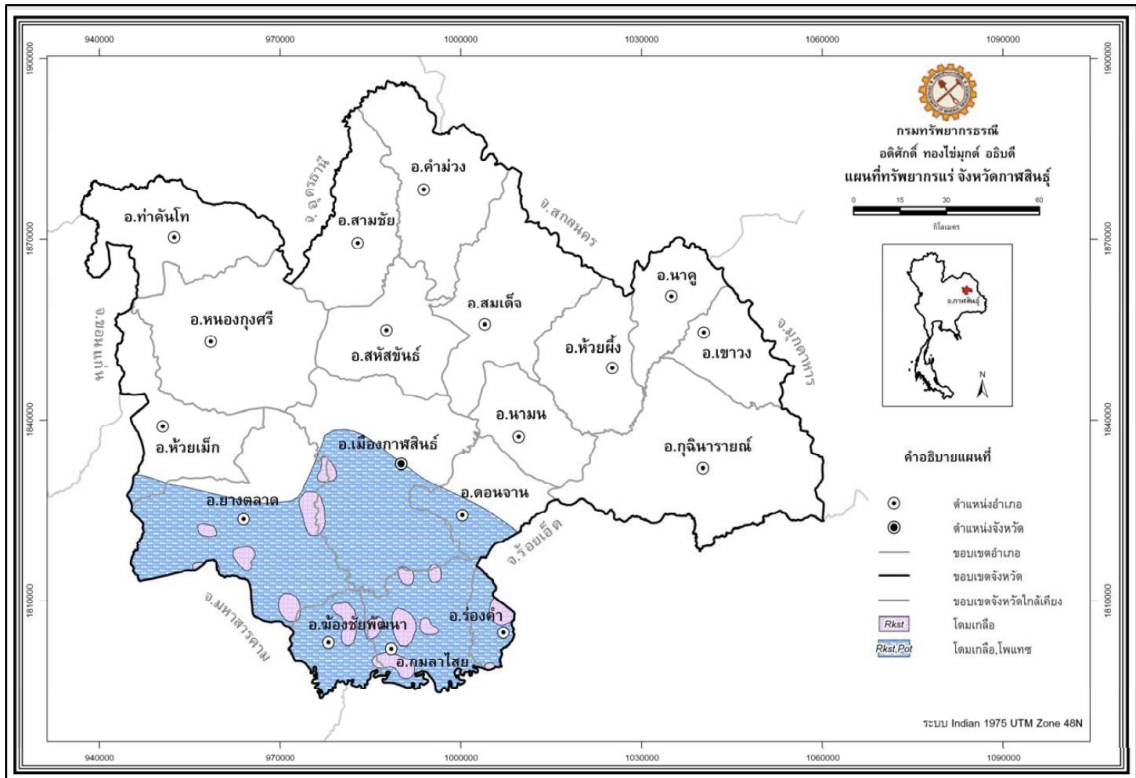 940000 970000 1000000 1030000 1060000 1090000
1900000 1900000
กรมทรัพยากรธรณี
อดิศักดิ์ ทองไข่มุกต์ อธิบดี
แผนที่ทรัพยากรแร่ จังหวัดกาฬสินธุ์
0 15 30 60
กิโลเมตร
จ.กาฬสินธุ์
N
อ.คำม่วง
จ.อุดรธานี
จ.สกลนคร
อ.ท่าคันโท
อ.สามชัย
1870000 1870000
อ.นาคู
อ.สมเด็จ
จ.ขอนแก่น
อ.หนองกุงศรี
อ.สหัสขันธ์
อ.ห้วยผึ้ง
อ.เขาวง
จ.มุกดาหาร
อ.นามน
1840000 1840000
อ.ห้วยเม็ก
อ.เมืองกาฬสินธุ์
อ.กุฉินารายณ์
อ.ยางตลาด
อ.ดอนจาน
จ.ร้อยเอ็ด
จ.มหาสารคาม
1810000 1810000
อ.ฆ้องชัยพัฒนา
อ.ร่องคำ
อ.กมลาไสย
คำอธิบายแผนที่
ตำแหน่งอำเภอ
ตำแหน่งจังหวัด
ขอบเขตอำเภอ
ขอบเขตจังหวัด
ขอบเขตจังหวัดใกล้เคียง
Rkst โดมเกลือ
Rkst,Pot โดมเกลือ,โพแทซ
ระบบ Indian 1975 UTM Zone 48N
940000 970000 1000000 1030000 1060000 1090000